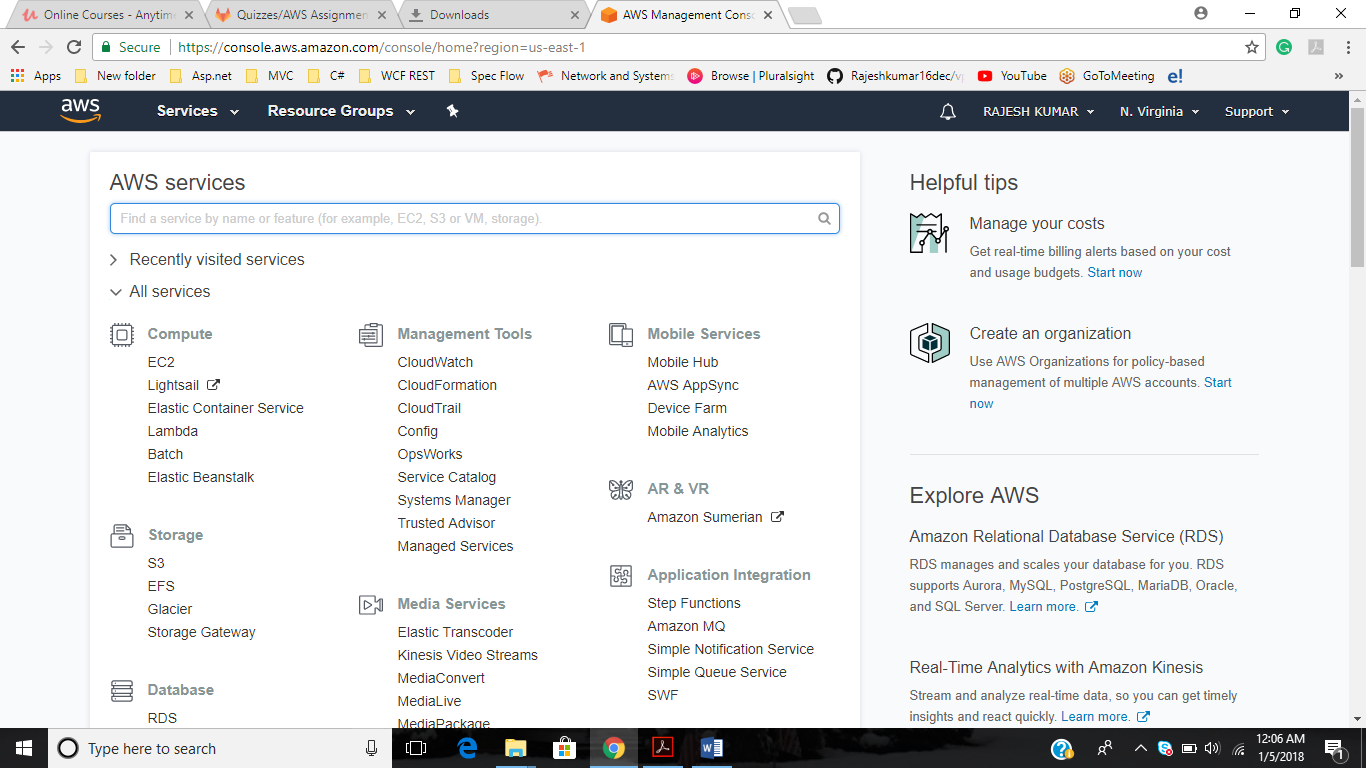 Online Courses - Anytime
Quizzes/AWS Assignmen
Downloads
AWS Management Conso
Secure https://console.aws.amazon.com/console/home?region=us-east-1
Apps New folder Asp.net MVC C# WCF REST Spec Flow Network and Systems Browse | Pluralsight Rajeshkumar16dec/vp YouTube GoToMeeting e! »
aws Services Resource Groups RAJESH KUMAR N. Virginia Support
AWS services
Find a service by name or feature (for example, EC2, S3 or VM, storage).
Recently visited services
All services
Compute
EC2
Lightsail
Elastic Container Service
Lambda
Batch
Elastic Beanstalk
Storage
S3
EFS
Glacier
Storage Gateway
Database
RDS
Management Tools
CloudWatch
CloudFormation
CloudTrail
Config
OpsWorks
Service Catalog
Systems Manager
Trusted Advisor
Managed Services
Media Services
Elastic Transcoder
Kinesis Video Streams
MediaConvert
MediaLive
MediaPackage
Mobile Services
Mobile Hub
AWS AppSync
Device Farm
Mobile Analytics
AR & VR
Amazon Sumerian
Application Integration
Step Functions
Amazon MQ
Simple Notification Service
Simple Queue Service
SWF
Helpful tips
Manage your costs
Get real-time billing alerts based on your cost
and usage budgets. Start now
Create an organization
Use AWS Organizations for policy-based
management of multiple AWS accounts. Start
now
Explore AWS
Amazon Relational Database Service (RDS)
RDS manages and scales your database for you. RDS
supports Aurora, MySQL, PostgreSQL, MariaDB, Oracle,
and SQL Server. Learn more.
Real-Time Analytics with Amazon Kinesis
Stream and analyze real-time data, so you can get timely
insights and react quickly. Learn more.
Type here to search
12:06 AM
1/5/2018
1